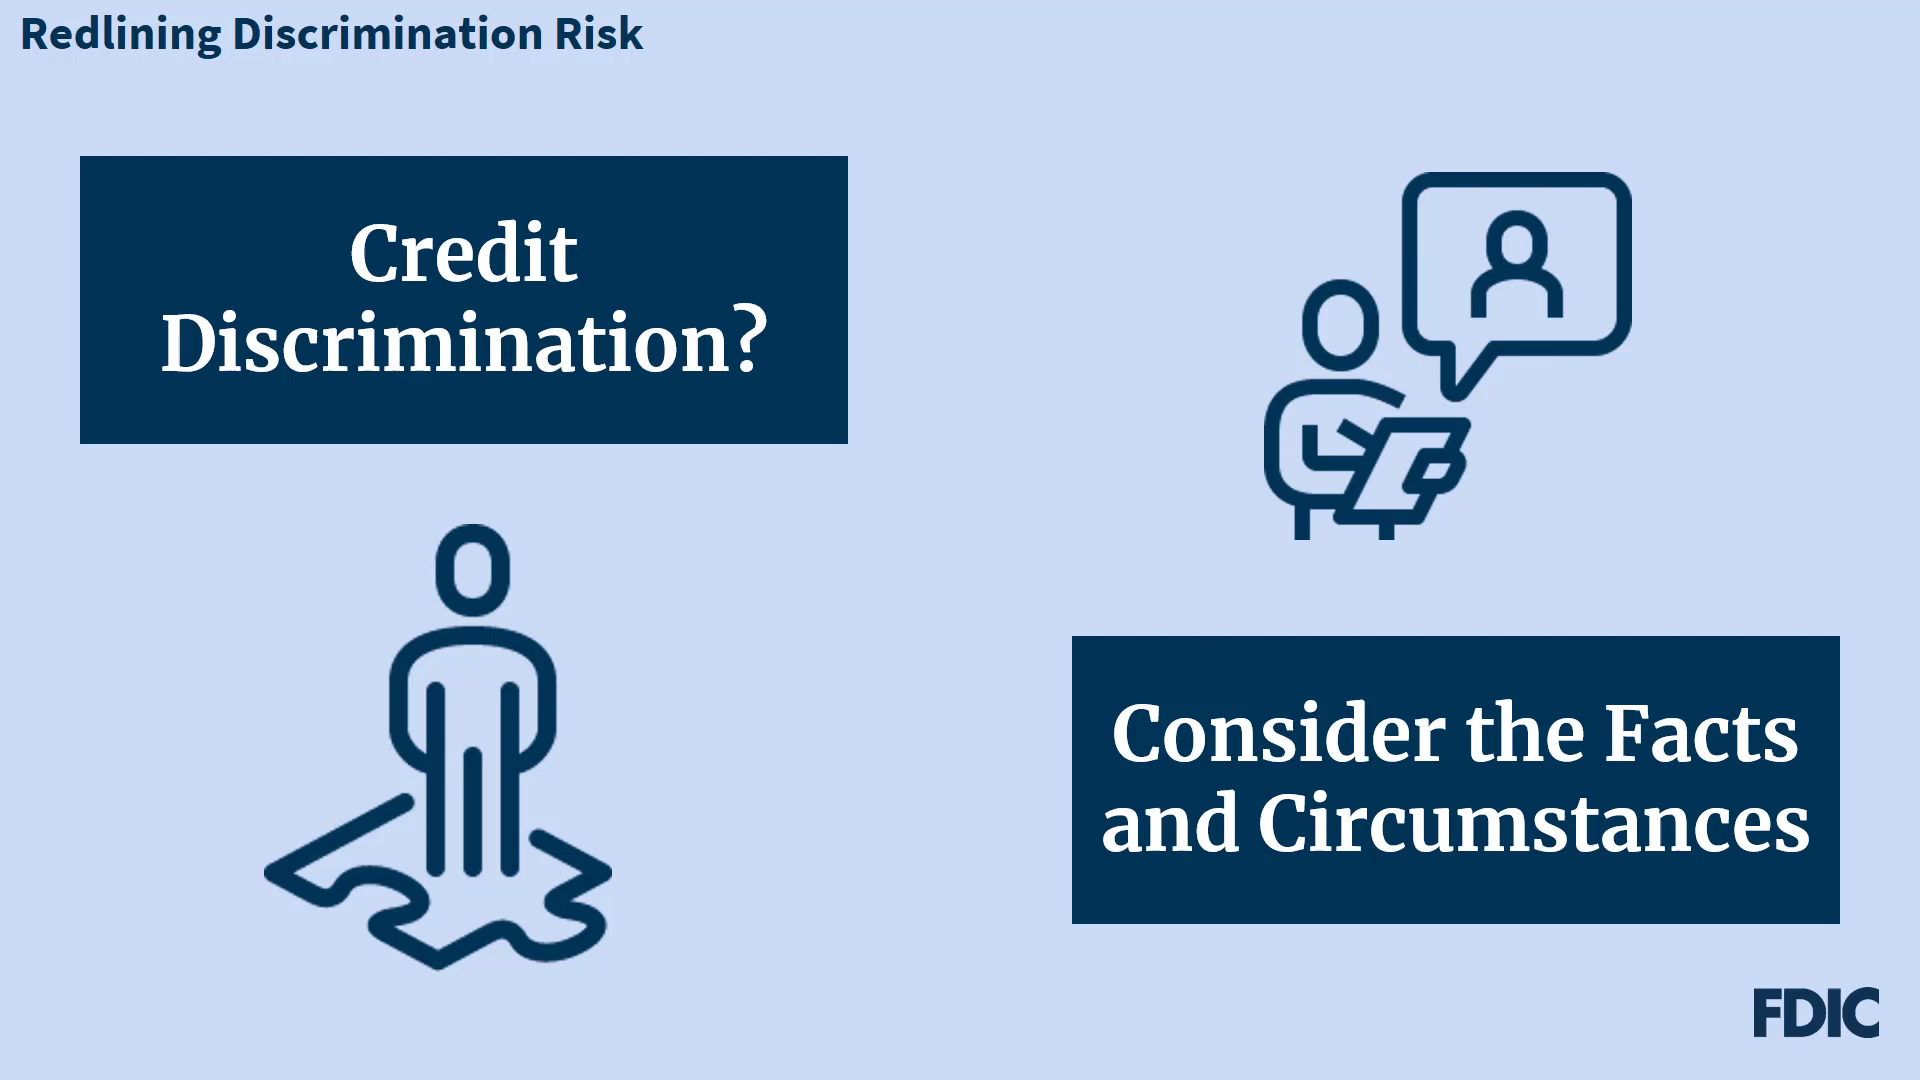 Redlining Discrimination Risk
Credit
Discrimination?
Consider the Facts
and Circumstances
FDIC